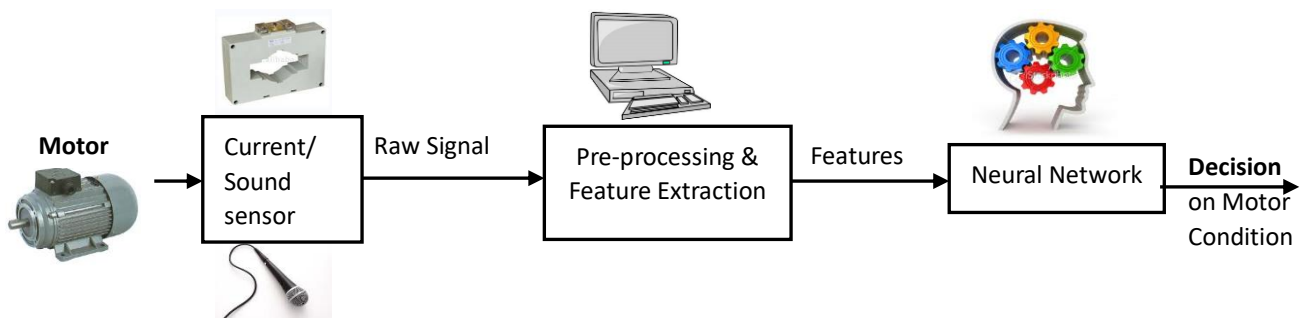 Motor
Current/
Sound
sensor
Raw Signal
Pre-processing &
Feature Extraction
Features
Neural Network
Decision
on Motor
Condition